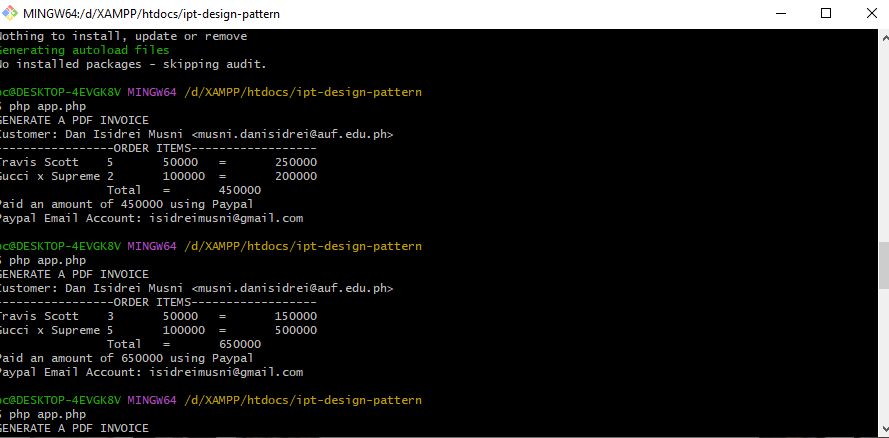 MINGW64:/d/XAMPP/htdocs/ipt-design-pattern
Nothing to install, update or remove
Generating autoload files
No installed packages - skipping audit.
pc@DESKTOP-4EVGK8V MINGW64 /d/XAMPP/htdocs/ipt-design-pattern
$ php app.php
GENERATE A PDF INVOICE
Customer: Dan Isidrei Musni <musni.danisidrei@auf.edu.ph>
-----------------ORDER ITEMS------------------
Travis Scott 5 50000 = 250000
Gucci x Supreme 2 100000 = 200000
Total = 450000
Paid an amount of 450000 using Paypal
Paypal Email Account: isidreimusni@gmail.com
pc@DESKTOP-4EVGK8V MINGW64 /d/XAMPP/htdocs/ipt-design-pattern
$ php app.php
GENERATE A PDF INVOICE
Customer: Dan Isidrei Musni <musni.danisidrei@auf.edu.ph>
-----------------ORDER ITEMS------------------
Travis Scott 3 50000 = 150000
Gucci x Supreme 5 100000 = 500000
Total = 650000
Paid an amount of 650000 using Paypal
Paypal Email Account: isidreimusni@gmail.com
pc@DESKTOP-4EVGK8V MINGW64 /d/XAMPP/htdocs/ipt-design-pattern
$ php app.php
GENERATE A PDF INVOICE